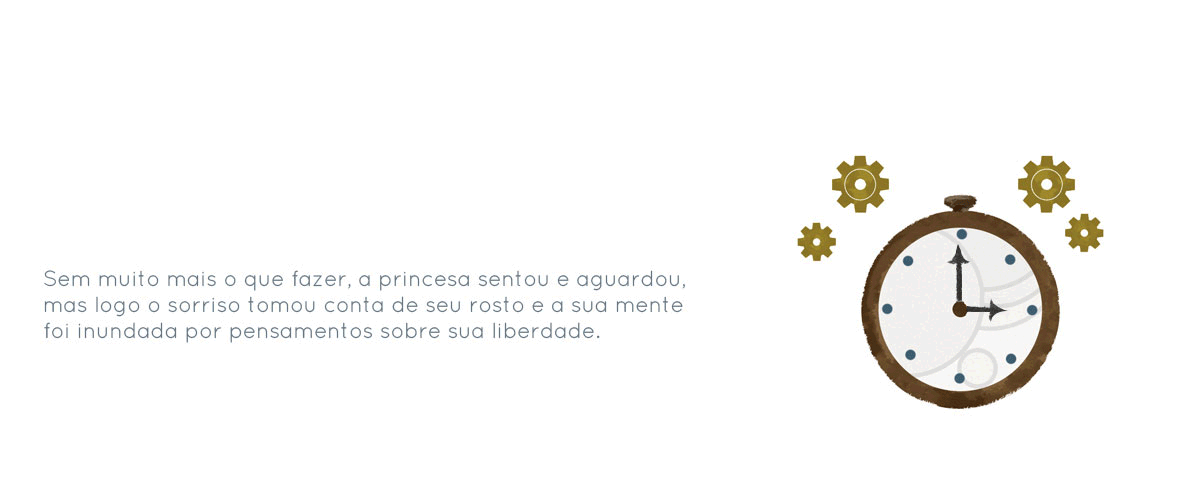 Sem muito mais o que fazer, a princesa sentou e aguardou,
mas logo o sorriso tomou conta de seu rosto e a sua mente
foi inundada por pensamentos sobre sua liberdade.